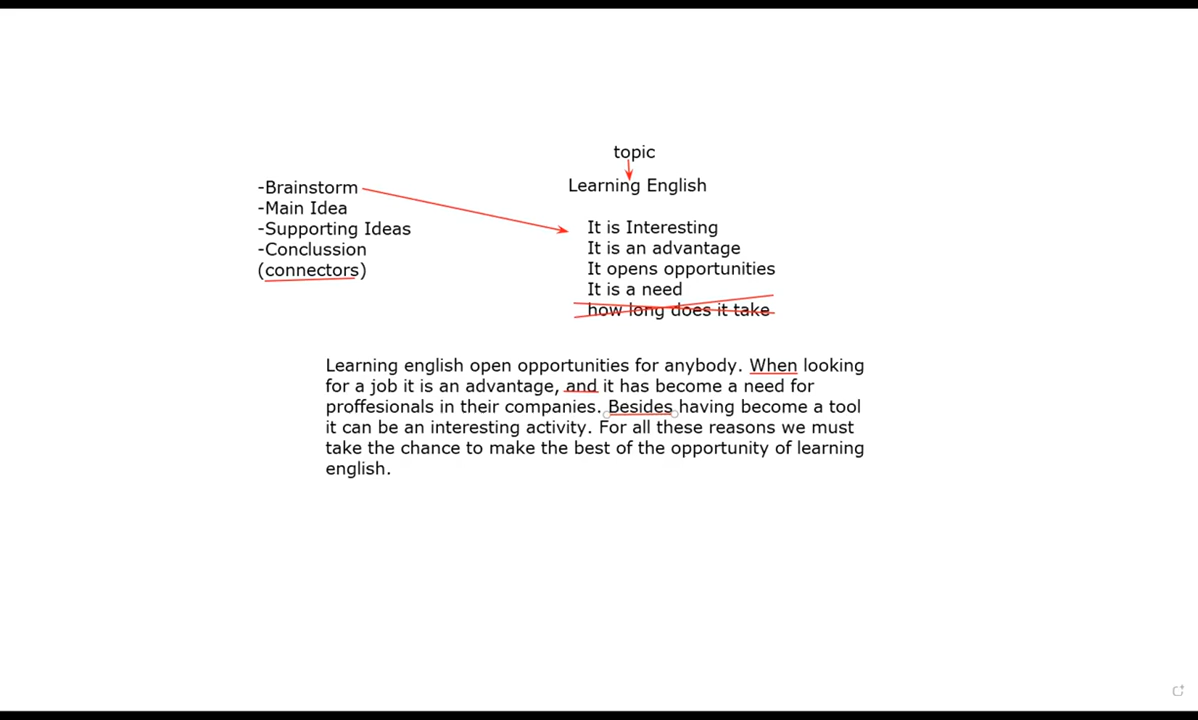 topic
Learning English
-Brainstorm
-Main Idea
-Supporting Ideas
-Conclussion
(connectors)
It is Interesting
It is an advantage
It opens opportunities
It is a need
how long does it take
Learning english open opportunities for anybody. When looking
for a job it is an advantage, and it has become a need for
proffesionals in their companies. Besides having become a tool
it can be an interesting activity. For all these reasons we must
take the chance to make the best of the opportunity of learning
english.